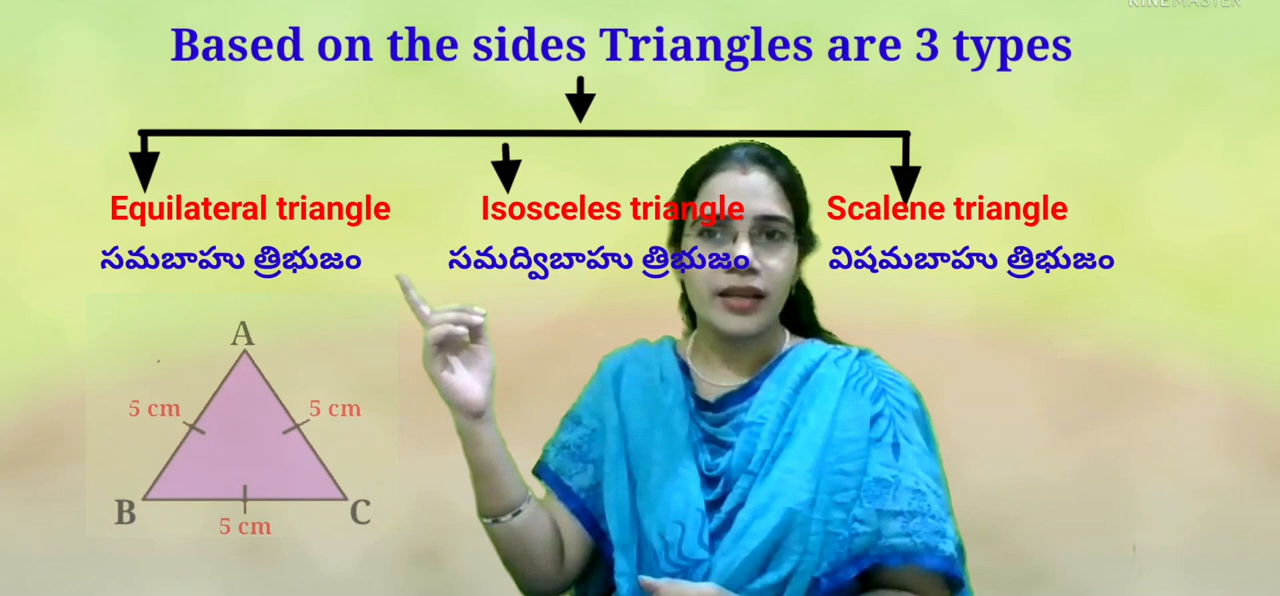 KINEMASTER
Based on the sides Triangles are 3 types
Equilateral triangle
Isosceles triangle
Scalene triangle
సమబాహు త్రిభుజం
సమద్విబాహు త్రిభుజం
విషమబాహు త్రిభుజం
A
5 cm
5 cm
B
C
5 cm